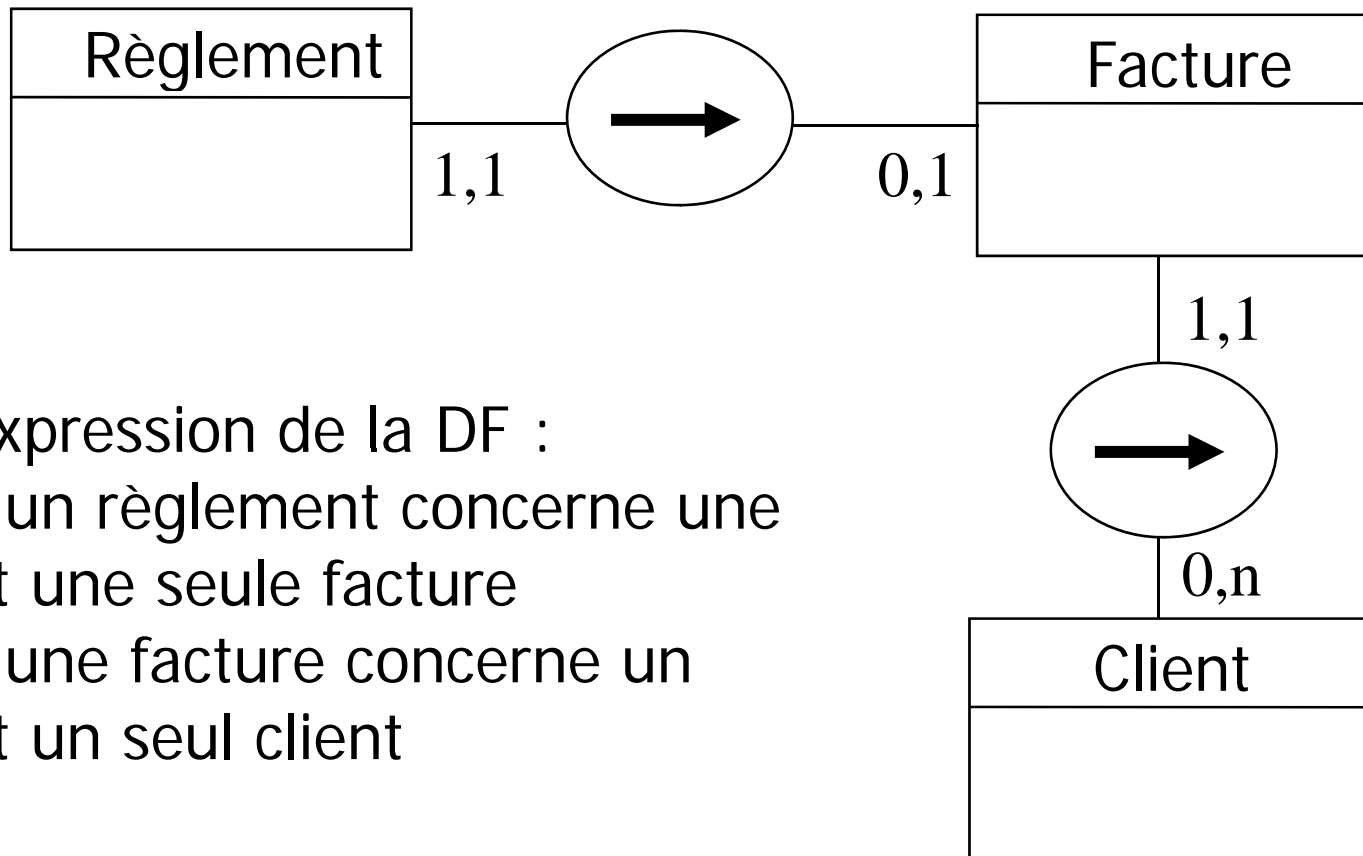 Règlement
Facture
1,1
0,1
1,1
xpression de la DF :
un règlement concerne une
t une seule facture
une facture concerne un
t un seul client
0,n
Client